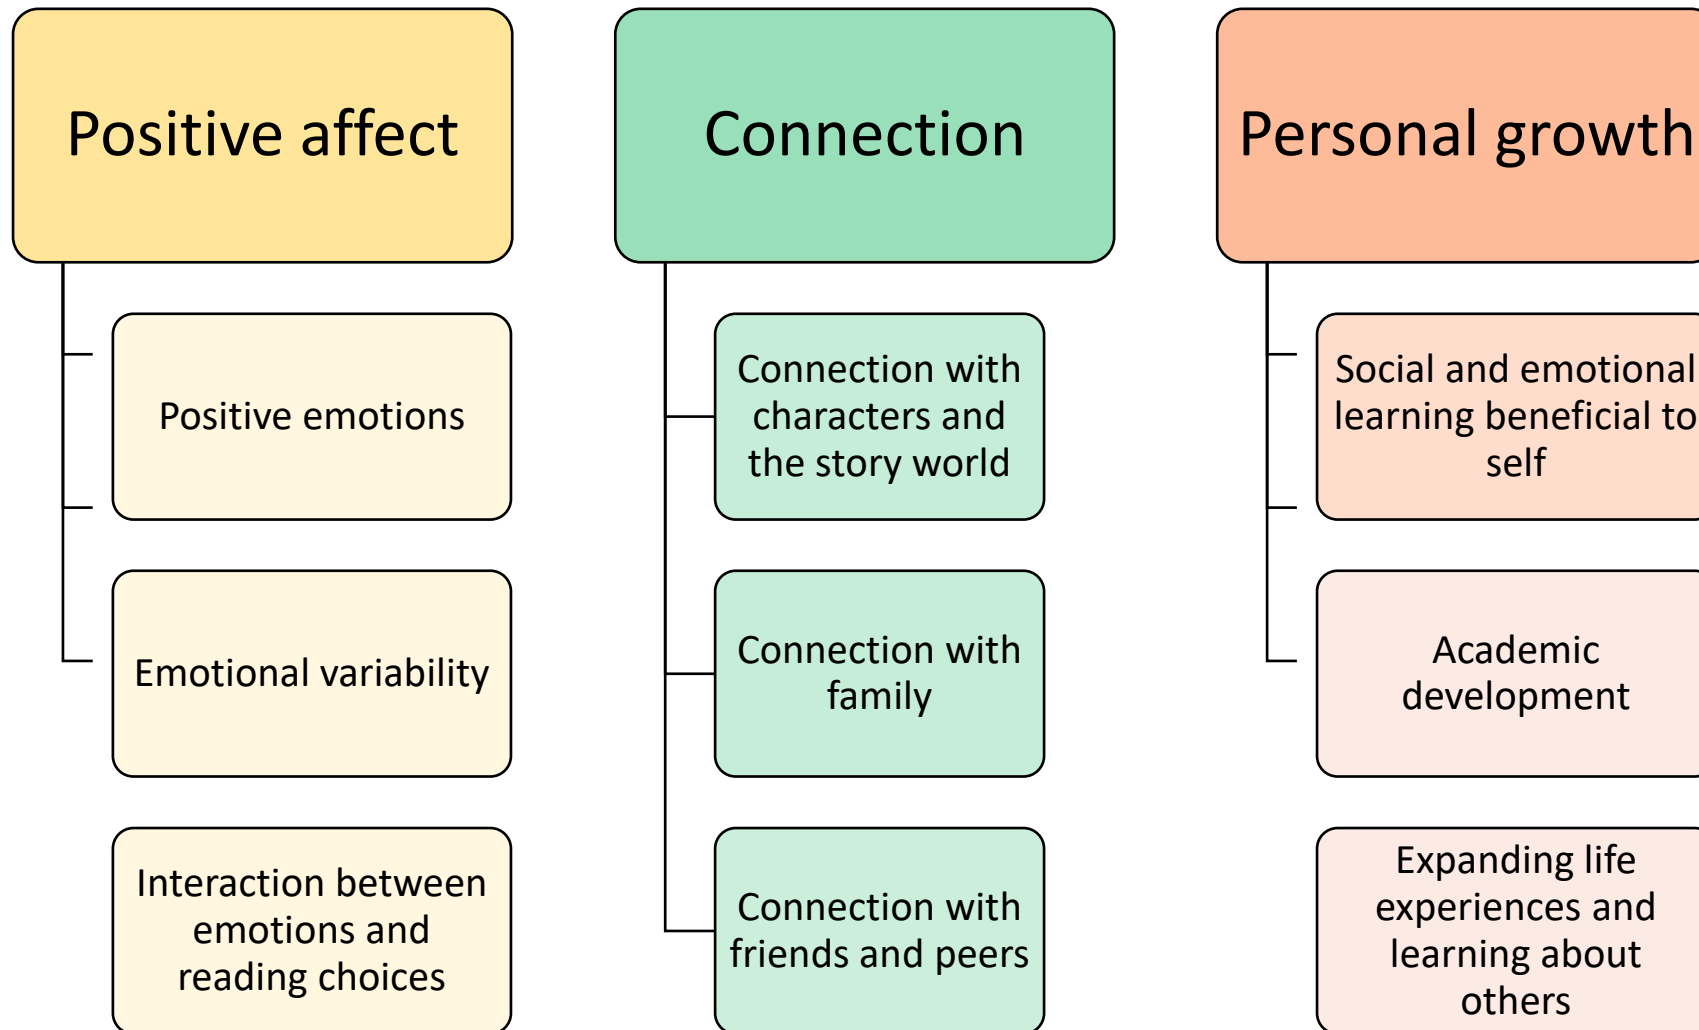 Positive affect
Positive emotions
Emotional variability
Interaction between
emotions and
reading choices
Connection
Connection with
characters and
the story world
Connection with
family
Connection with
friends and peers
Personal growth
Social and emotional
learning beneficial to
self
Academic
development
Expanding life
experiences and
learning about
others